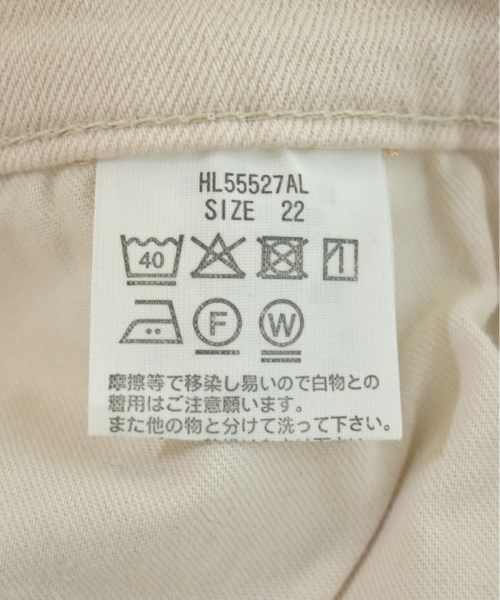 HL55527AL
SIZE 22
40
F W
摩擦等で移染し易いので白物との
着用はご注意願います。
また他の物と分けて洗って下さい。